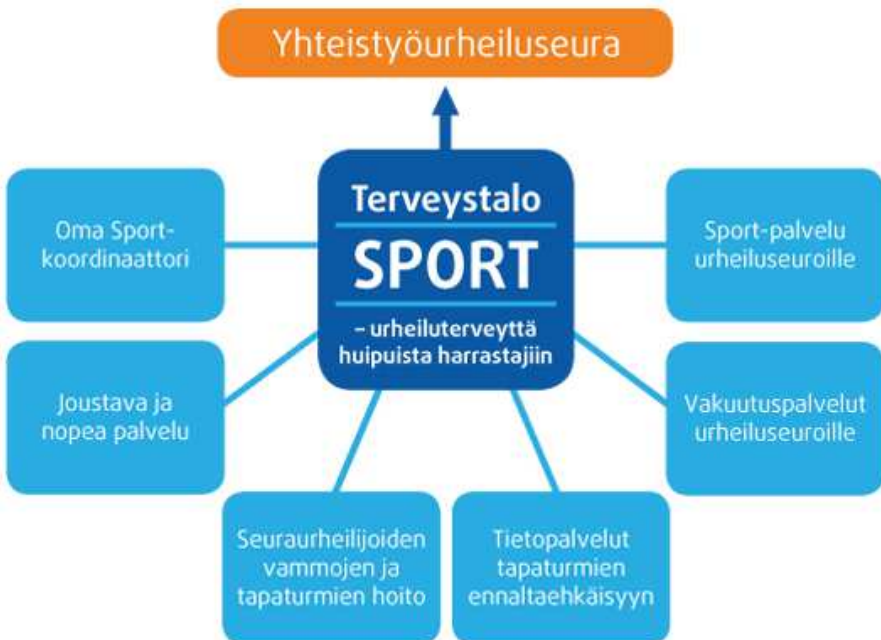 Yhteistyöurheiluseura
Terveystalo
SPORT
– urheiluterveyttä
huipuista harrastajiin
Oma Sport-
koordinaattori
Sport-palvelu
urheiluseuroille
Joustava ja
nopea palvelu
Vakuutuspalvelut
urheiluseuroille
Seuraurheilijoiden
vammojen ja
tapaturmien hoito
Tietopalvelut
tapaturmien
ennaltaehkäisyyn